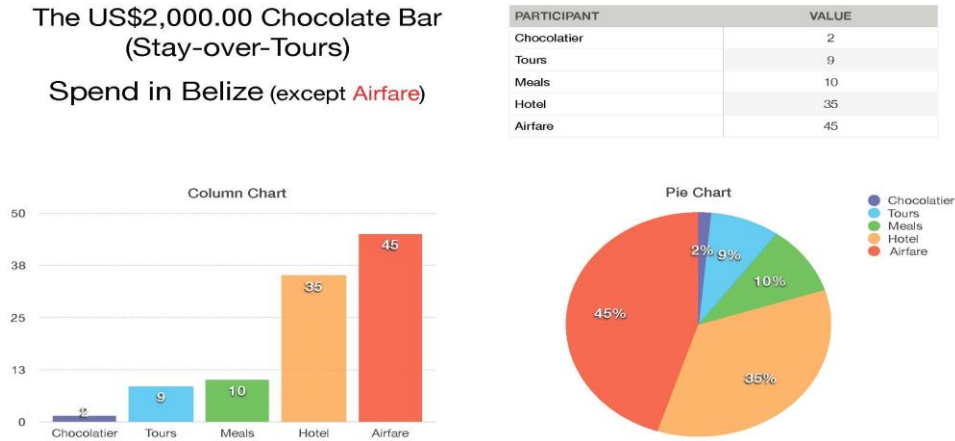 The US$2,000.00 Chocolate Bar
(Stay-over-Tours)
Spend in Belize (except Airfare)
PARTICIPANT VALUE
Chocolatier 2
Tours 9
Meals 10
Hotel 35
Airfare 45
Column Chart
50
38
25
13
0
2
9
10
35
45
Chocolatier Tours Meals Hotel Airfare
Pie Chart
2%
9%
10%
35%
45%
Chocolatier
Tours
Meals
Hotel
Airfare